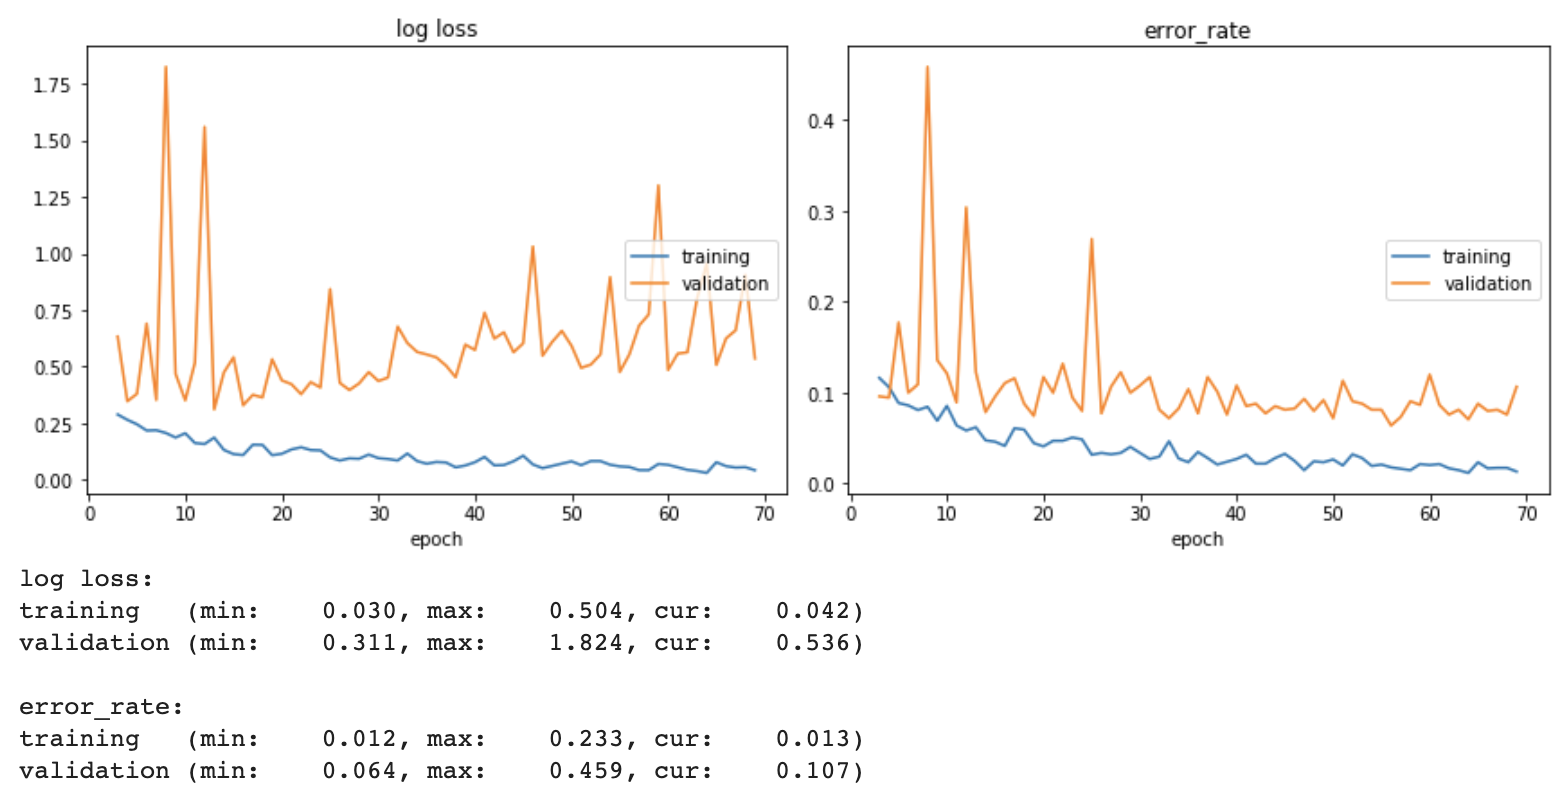 log loss
1.75
1.50
1.25
1.00
0.75
0.50
0.25
0.00
training
validation
0 10 20 30 40 50 60 70
epoch
error_rate
0.4
0.3
0.2
0.1
0.0
training
validation
0 10 20 30 40 50 60 70
epoch
log loss:
training   (min:    0.030, max:    0.504, cur:    0.042)
validation (min:    0.311, max:    1.824, cur:    0.536)
error_rate:
training   (min:    0.012, max:    0.233, cur:    0.013)
validation (min:    0.064, max:    0.459, cur:    0.107)